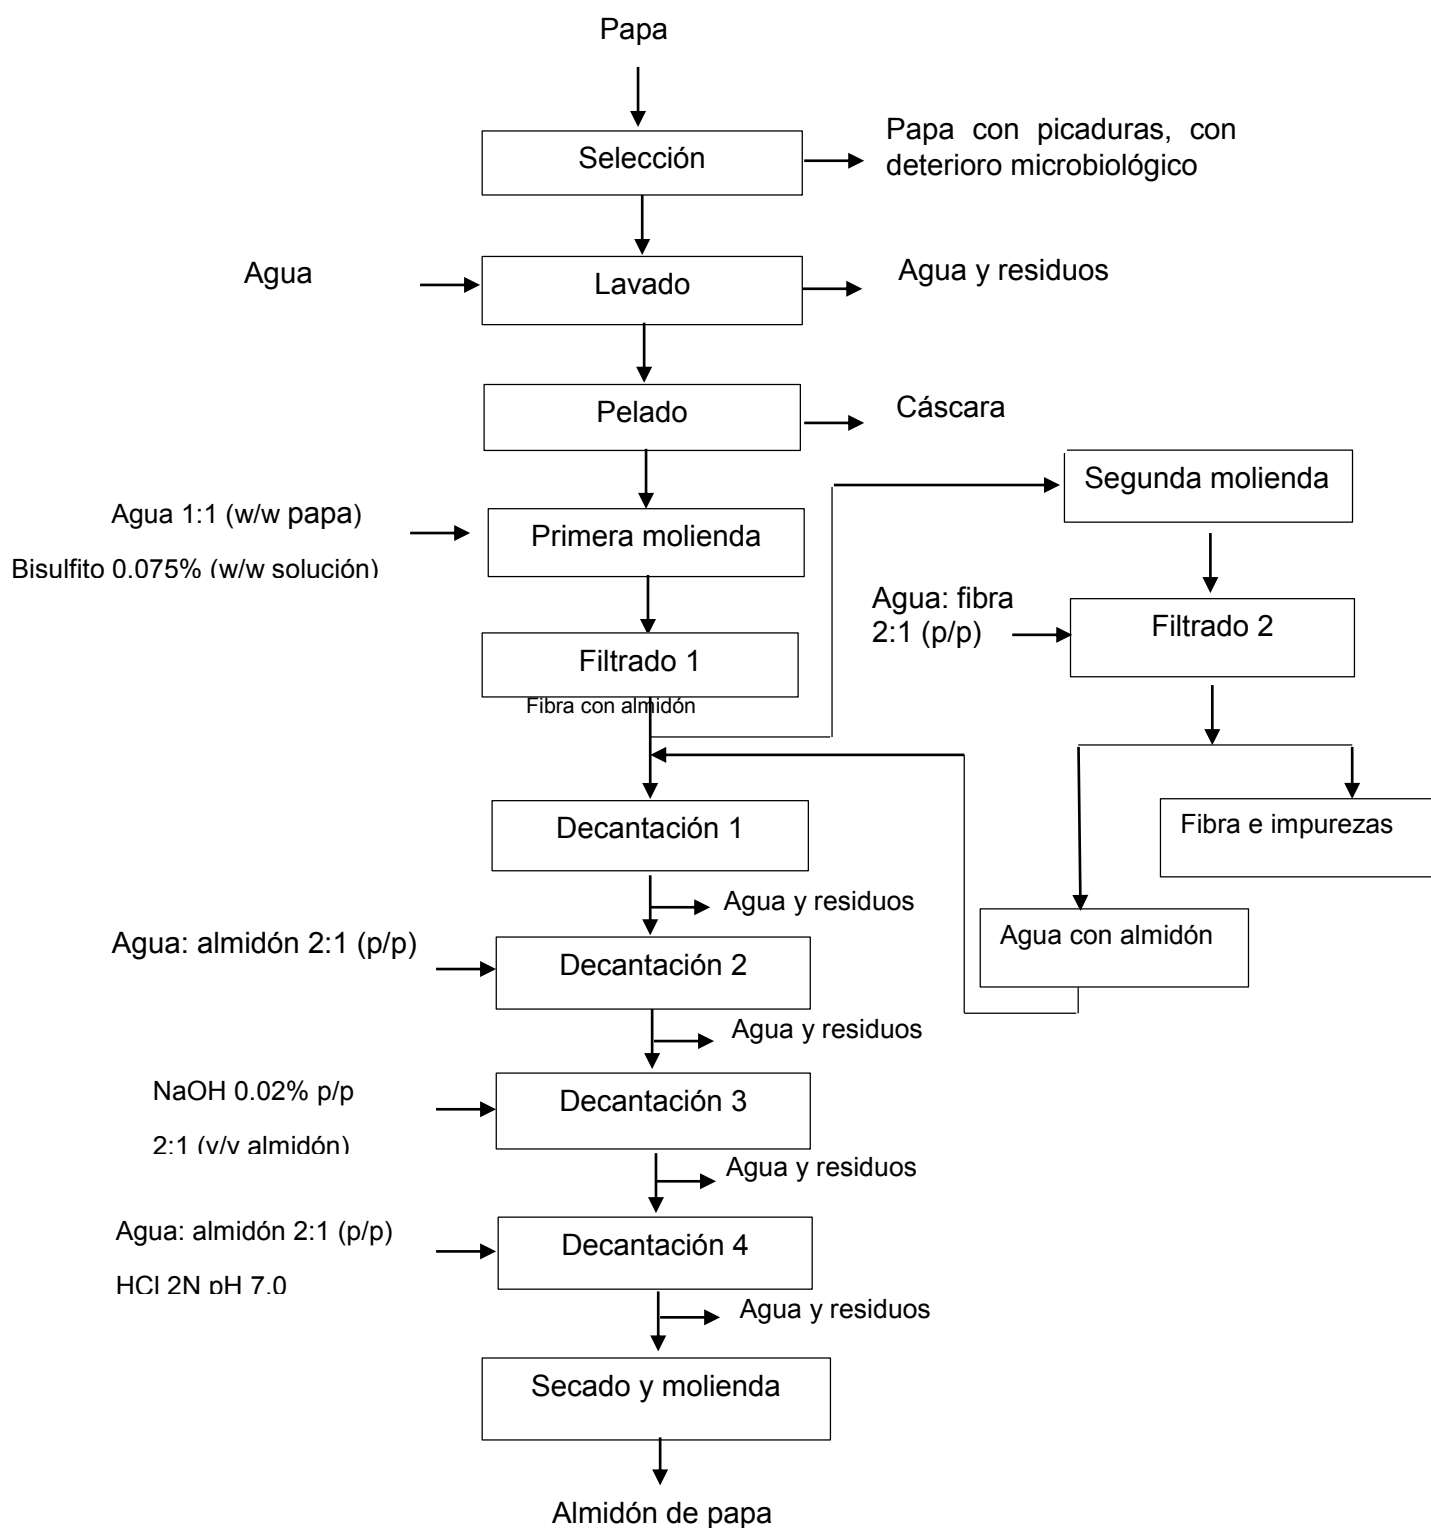 Papa
Selección
Papa con picaduras, con
deterioro microbiológico
Agua
Lavado
Agua y residuos
Pelado
Cáscara
Segunda molienda
Agua 1:1 (w/w papa)
Bisulfito 0.075% (w/w solución)
Primera molienda
Agua: fibra
2:1 (p/p)
Filtrado 2
Filtrado 1
Fibra con almidón
Decantación 1
Fibra e impurezas
Agua y residuos
Agua con almidón
Agua: almidón 2:1 (p/p)
Decantación 2
Agua y residuos
NaOH 0.02% p/p
2:1 (v/v almidón)
Decantación 3
Agua y residuos
Agua: almidón 2:1 (p/p)
HCl 2N pH 7.0
Decantación 4
Agua y residuos
Secado y molienda
Almidón de papa